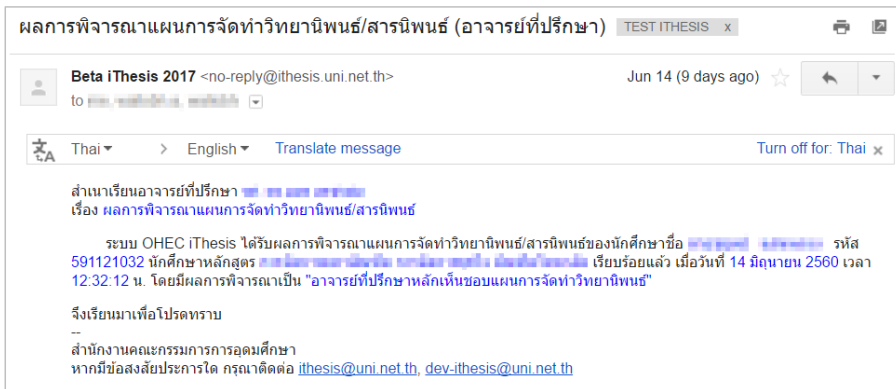 ผลการพิจารณาแผนการจัดทำวิทยานิพนธ์/สารนิพนธ์ (อาจารย์ที่ปรึกษา) TEST ITHESIS x
Beta iThesis 2017 <no-reply@ithesis.uni.net.th> Jun 14 (9 days ago)
to
Thai > English Translate message Turn off for: Thai x
สำเนาเรียนอาจารย์ที่ปรึกษา
เรื่อง ผลการพิจารณาแผนการจัดทำวิทยานิพนธ์/สารนิพนธ์
ระบบ OHEC iThesis ได้รับผลการพิจารณาแผนการจัดทำวิทยานิพนธ์/สารนิพนธ์ของนักศึกษาชื่อ รหัส
591121032 นักศึกษาหลักสูตร เรียบร้อยแล้ว เมื่อวันที่ 14 มิถุนายน 2560 เวลา
12:32:12 น. โดยมีผลการพิจารณาเป็น "อาจารย์ที่ปรึกษาหลักเห็นชอบแผนการจัดทำวิทยานิพนธ์"
จึงเรียนมาเพื่อโปรดทราบ
--
สำนักงานคณะกรรมการการอุดมศึกษา
หากมีข้อสงสัยประการใด กรุณาติดต่อ ithesis@uni.net.th, dev-ithesis@uni.net.th